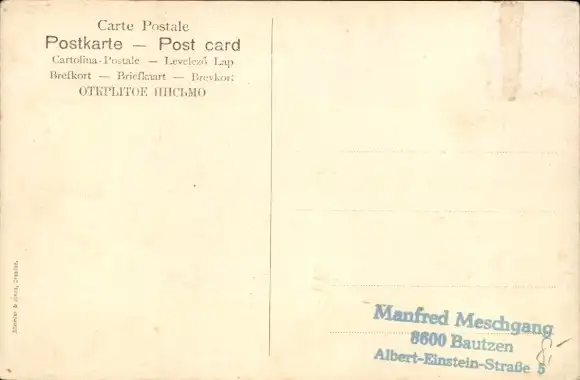 Carte Postale
Postkarte — Post card
Cartolina-Postale — Levelező Lap
Brefkort — Briefkaart — Brevkort
ОТКРЫТОЕ ПИСЬМО
Manfred Meschgang
8600 Bautzen
Albert-Einstein-Straße 5